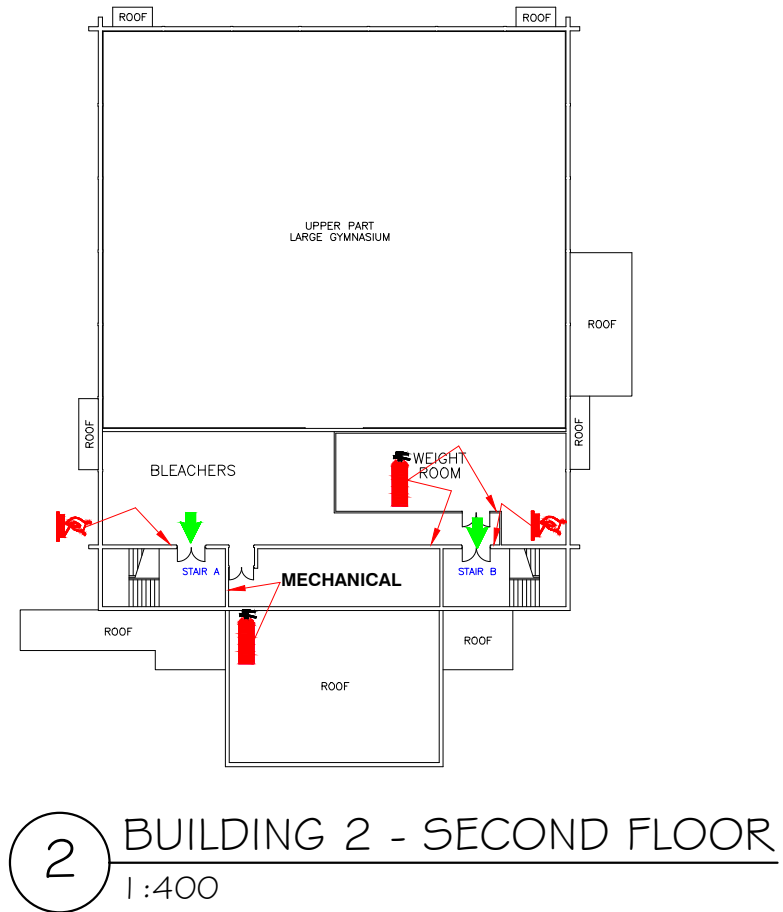 ROOF
ROOF
UPPER PART
LARGE GYMNASIUM
ROOF
ROOF
ROOF
BLEACHERS
WEIGHT
ROOM
STAIR A
MECHANICAL
STAIR B
ROOF
ROOF
ROOF
2
BUILDING 2 - SECOND FLOOR
1:400